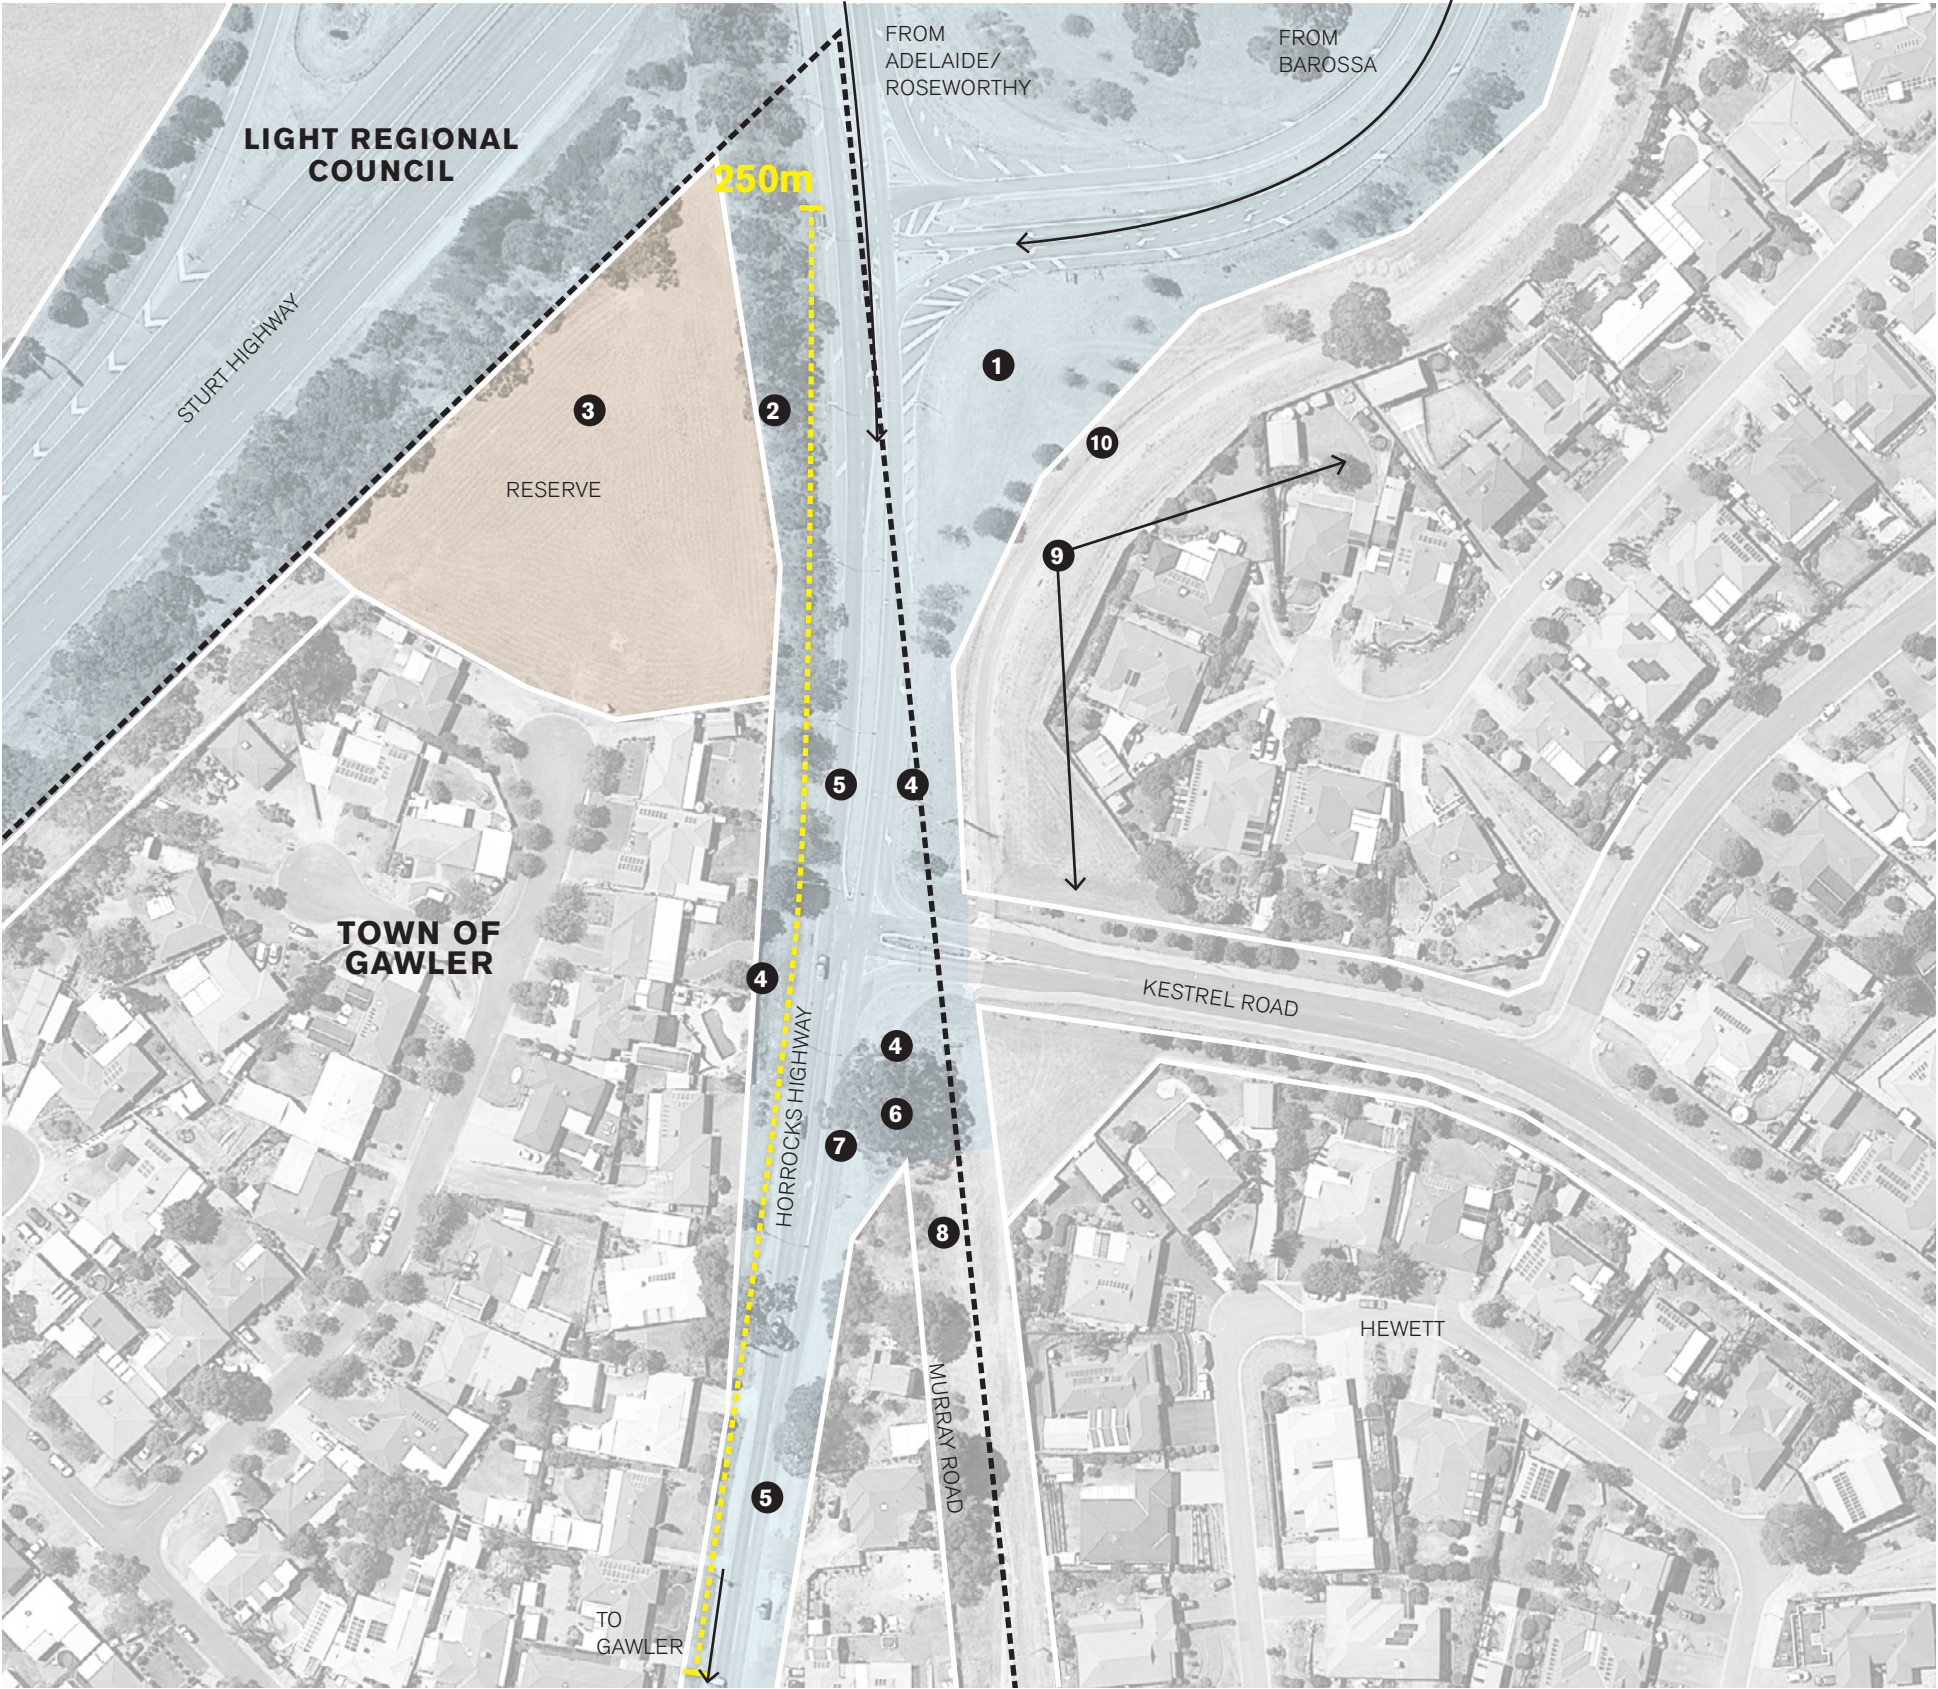 FROM
ADELAIDE/
ROSEWORTHY
FROM
BAROSSA
LIGHT REGIONAL
COUNCIL
250m
STURT HIGHWAY
1
3
2
10
RESERVE
9
5
4
TOWN OF
GAWLER
4
KESTREL ROAD
HORROCKS HIGHWAY
4
6
7
8
HEWETT
MURRAY ROAD
5
TO
GAWLER